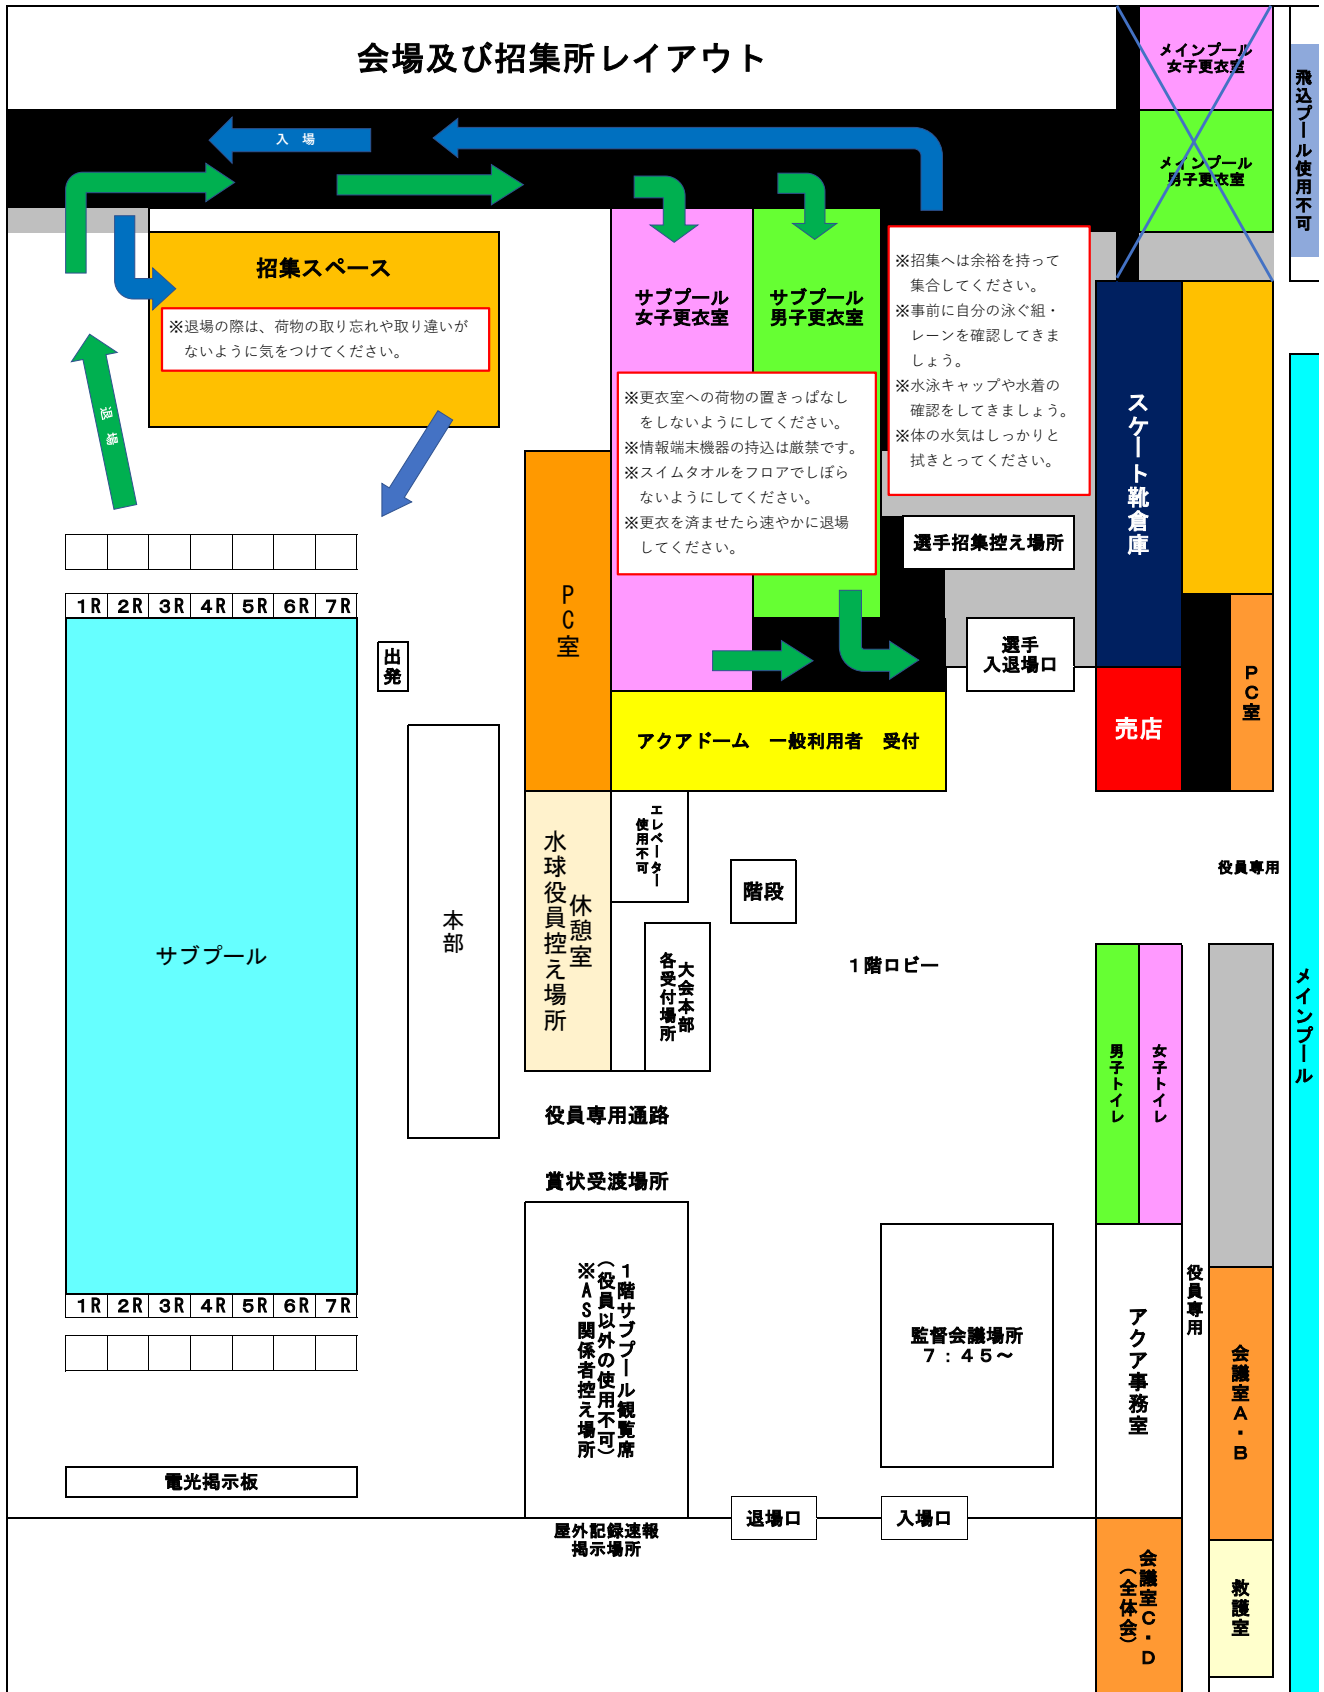 会場及び招集所レイアウト
メインプール
女子更衣室
飛込プール使用不可
入　場
メインプール
男子更衣室
招集スペース
※退場の際は、荷物の取り忘れや取り違いが
ないように気をつけてください。
サブプール
女子更衣室
サブプール
男子更衣室
※招集へは余裕を持って
集合してください。
※事前に自分の泳ぐ組・
レーンを確認してきま
しょう。
※水泳キャップや水着の
確認をしてきましょう。
※体の水気はしっかりと
拭きとってください。
退　場
※更衣室への荷物の置きっぱなし
をしないようにしてください。
※情報端末機器の持込は厳禁です。
※スイムタオルをフロアでしぼら
ないようにしてください。
※更衣を済ませたら速やかに退場
してください。
スケート靴倉庫
選手招集控え場所
1R 2R 3R 4R 5R 6R 7R
PC室
出発
選手
入退場口
PC室
売店
アクアドーム　一般利用者　受付
エレベーター
使用不可
水球役員控え場所
休憩室
階段
役員専用
本部
サブプール
大会本部
各受付場所
1階ロビー
メインプール
男子トイレ
女子トイレ
役員専用通路
賞状受渡場所
1階サブプール観覧席
（役員以外の使用不可）
※AS関係者控え場所
監督会議場所
7：45～
アクア事務室
役員専用
会議室A・B
1R 2R 3R 4R 5R 6R 7R
電光掲示板
退場口
入場口
屋外記録速報
掲示場所
会議室C・D
（全体会）
救護室